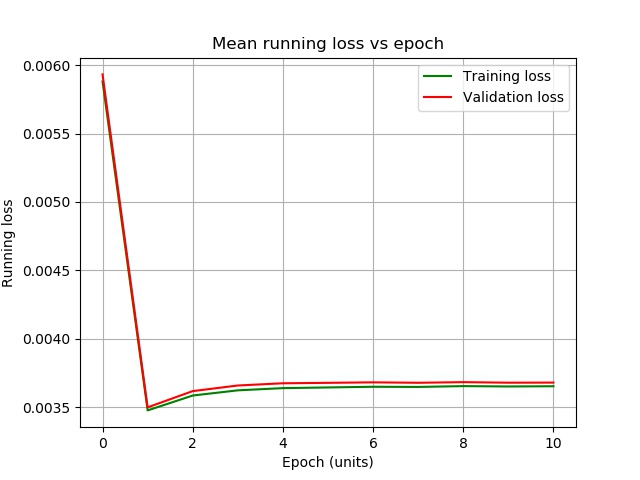 Mean running loss vs epoch
Training loss
Validation loss
0.0060
0.0055
0.0050
0.0045
0.0040
0.0035
Running loss
0 2 4 6 8 10
Epoch (units)